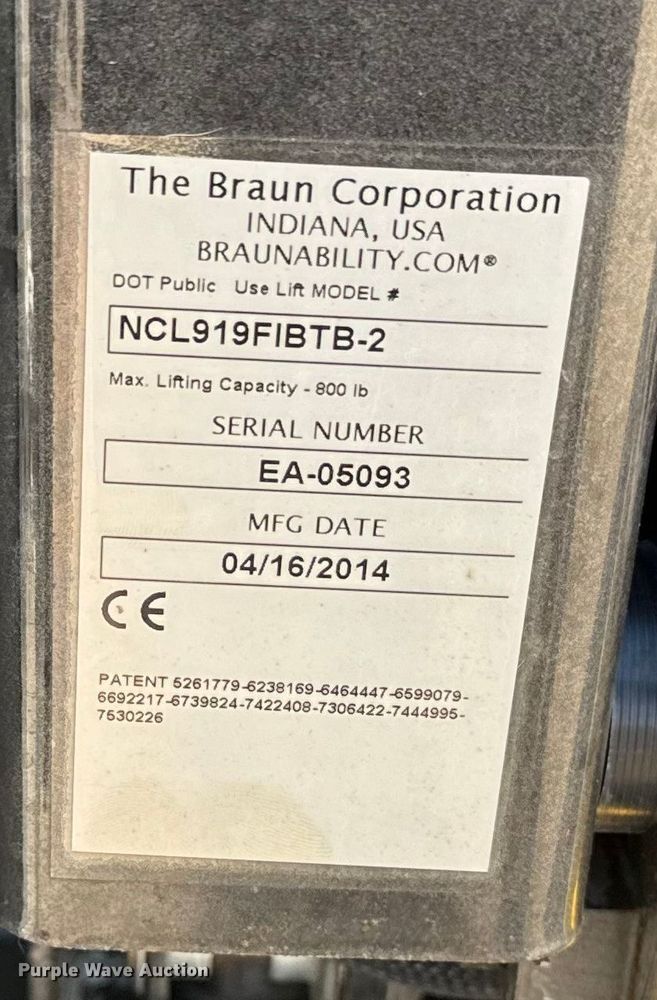 The Braun Corporation
INDIANA, USA
BRAUNABILITY.COM®
DOT Public Use Lift MODEL #
NCL919FIBTB-2
Max. Lifting Capacity - 800 lb
SERIAL NUMBER
EA-05093
MFG DATE
04/16/2014
CE
PATENT 5261779-6238169-6464447-6599079-
6692217-6739824-7422408-7306422-7444995-
7530226
Purple Wave Auction